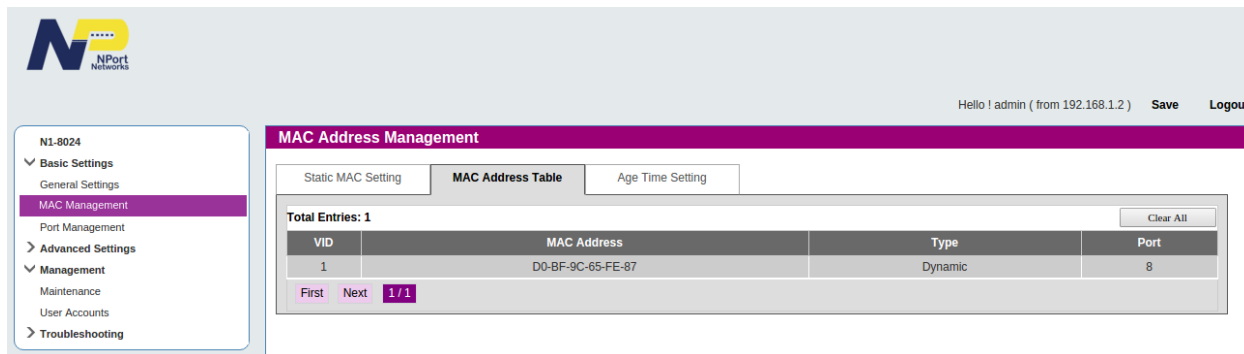 NPort
Networks
Hello ! admin ( from 192.168.1.2 ) Save Logou
N1-8024
Basic Settings
General Settings
MAC Management
Port Management
Advanced Settings
Management
Maintenance
User Accounts
Troubleshooting
MAC Address Management
Static MAC Setting MAC Address Table Age Time Setting
Total Entries: 1 Clear All
VID MAC Address Type Port
1 D0-BF-9C-65-FE-87 Dynamic 8
First Next 1 / 1